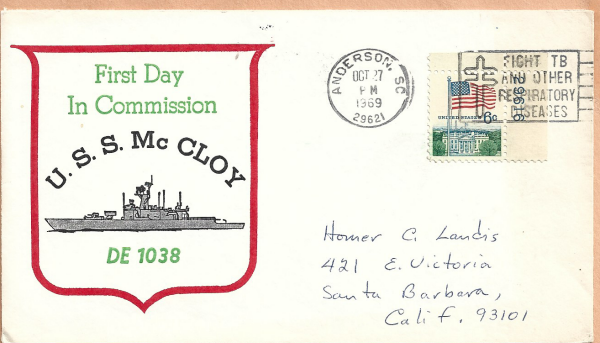 First Day
In Commission
U. S. S. Mc CLOY
DE 1038
ANDERSON, SC
OCT 27
PM
1969
29621
FIGHT TB
AND OTHER
RESPIRATORY
DISEASES
UNITED STATES
6c
Homer C. Landis
421 E. Victoria
Santa Barbara,
Calif. 93101